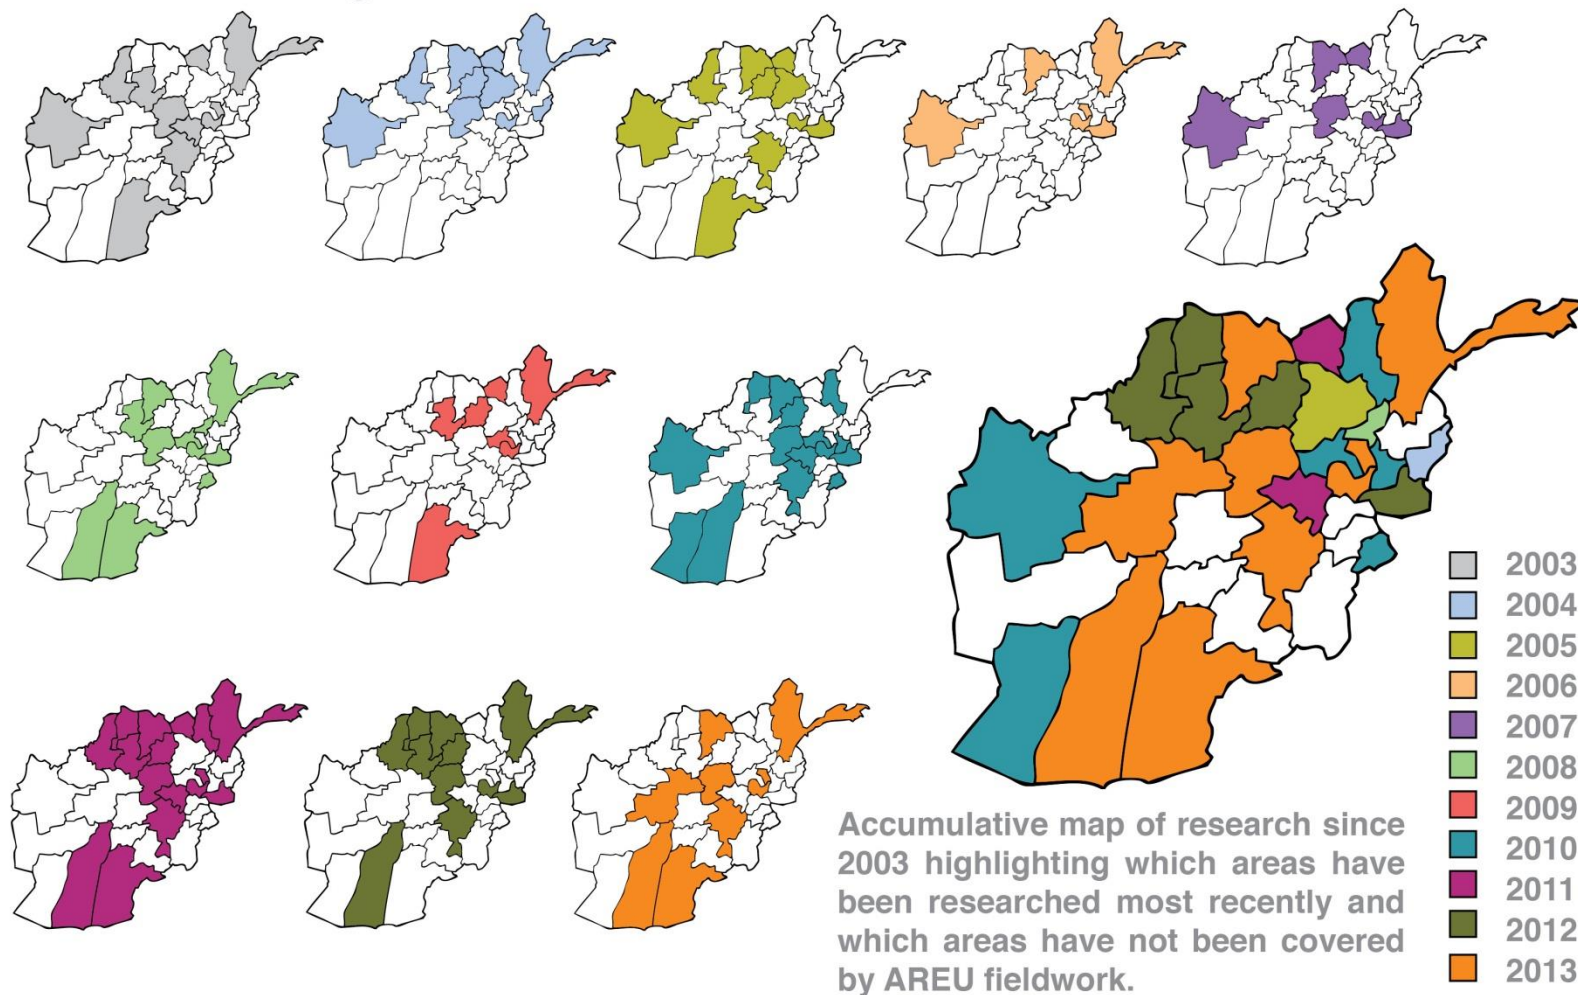 2003
2004
2005
2006
2007
2008
2009
2010
2011
2012
2013
Accumulative map of research since
2003 highlighting which areas have
been researched most recently and
which areas have not been covered
by AREU fieldwork.